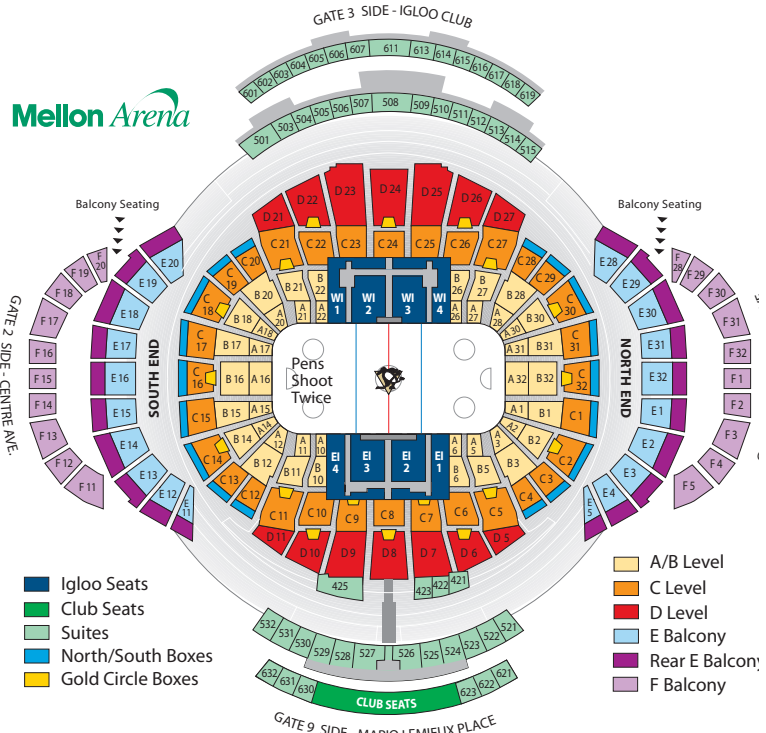 GATE 3 SIDE - IGLOO CLUB
601 602 603 604 605 606 607 611 613 614 615 616 617 618 619
Mellon Arena
501 503 504 505 506 507 508 509 510 511 512 513 514 515
Balcony Seating
Balcony Seating
D 21 D 22 D 23 D 24 D 25 D 26 D 27
C 18 C 19 C 20 C 21 C 22 C 23 C 24 C 25 C 26 C 27 C 28 C 29 C 30
F 17 F 18 F 19 F 20
E 18 E 19 E 20
E 28 E 29 E 30
F 28 F 29 F 30 F 31
B 18 B 20 B 21 B 22
A 18 A 20 A 21 A 22
WI 1 WI 2 WI 3 WI 4
B 26 B 27 B 28 B 30
A 26 A 27 A 28 A 30
GATE 2 SIDE - CENTRE AVE.
F 16 F 15 F 14
E 17 E 16 E 15
SOUTH END
C 17 C 16 C 15
B 17 A 17
B 16 A 16
B 15 A 15
Pens
Shoot
Twice
A 31 B 31
A 32 B 32
A 1 B 1
C 31 C 32 C 1
NORTH END
E 31 E 32 E 1
F 32 F 1 F 2
B 14 B 12 B 11 B 10
A 14 A 12 A 11 A 10
EI 4 EI 3 EI 2 EI 1
B 6 B 5 B 3 B 2
A 6 A 5 A 3 A 2
F 13 F 12 F 11
E 14 E 13 E 12 E 11
E 5 E 4 E 3 E 2
F 5 F 4 F 3
C 14 C 13 C 12 C 11 C 10 C 9 C 8 C 7 C 6 C 5 C 4 C 3 C 2
D 11 D 10 D 9 D 8 D 7 D 6 D 5
425 423 422 421
Igloo Seats
Club Seats
Suites
North/South Boxes
Gold Circle Boxes
A/B Level
C Level
D Level
E Balcony
Rear E Balcony
F Balcony
532 531 530 529 528 527 526 525 524 523 522 521
632 631 630 CLUB SEATS 623 622 621
GATE 9 SIDE - MARIO LEMIEUX PLACE